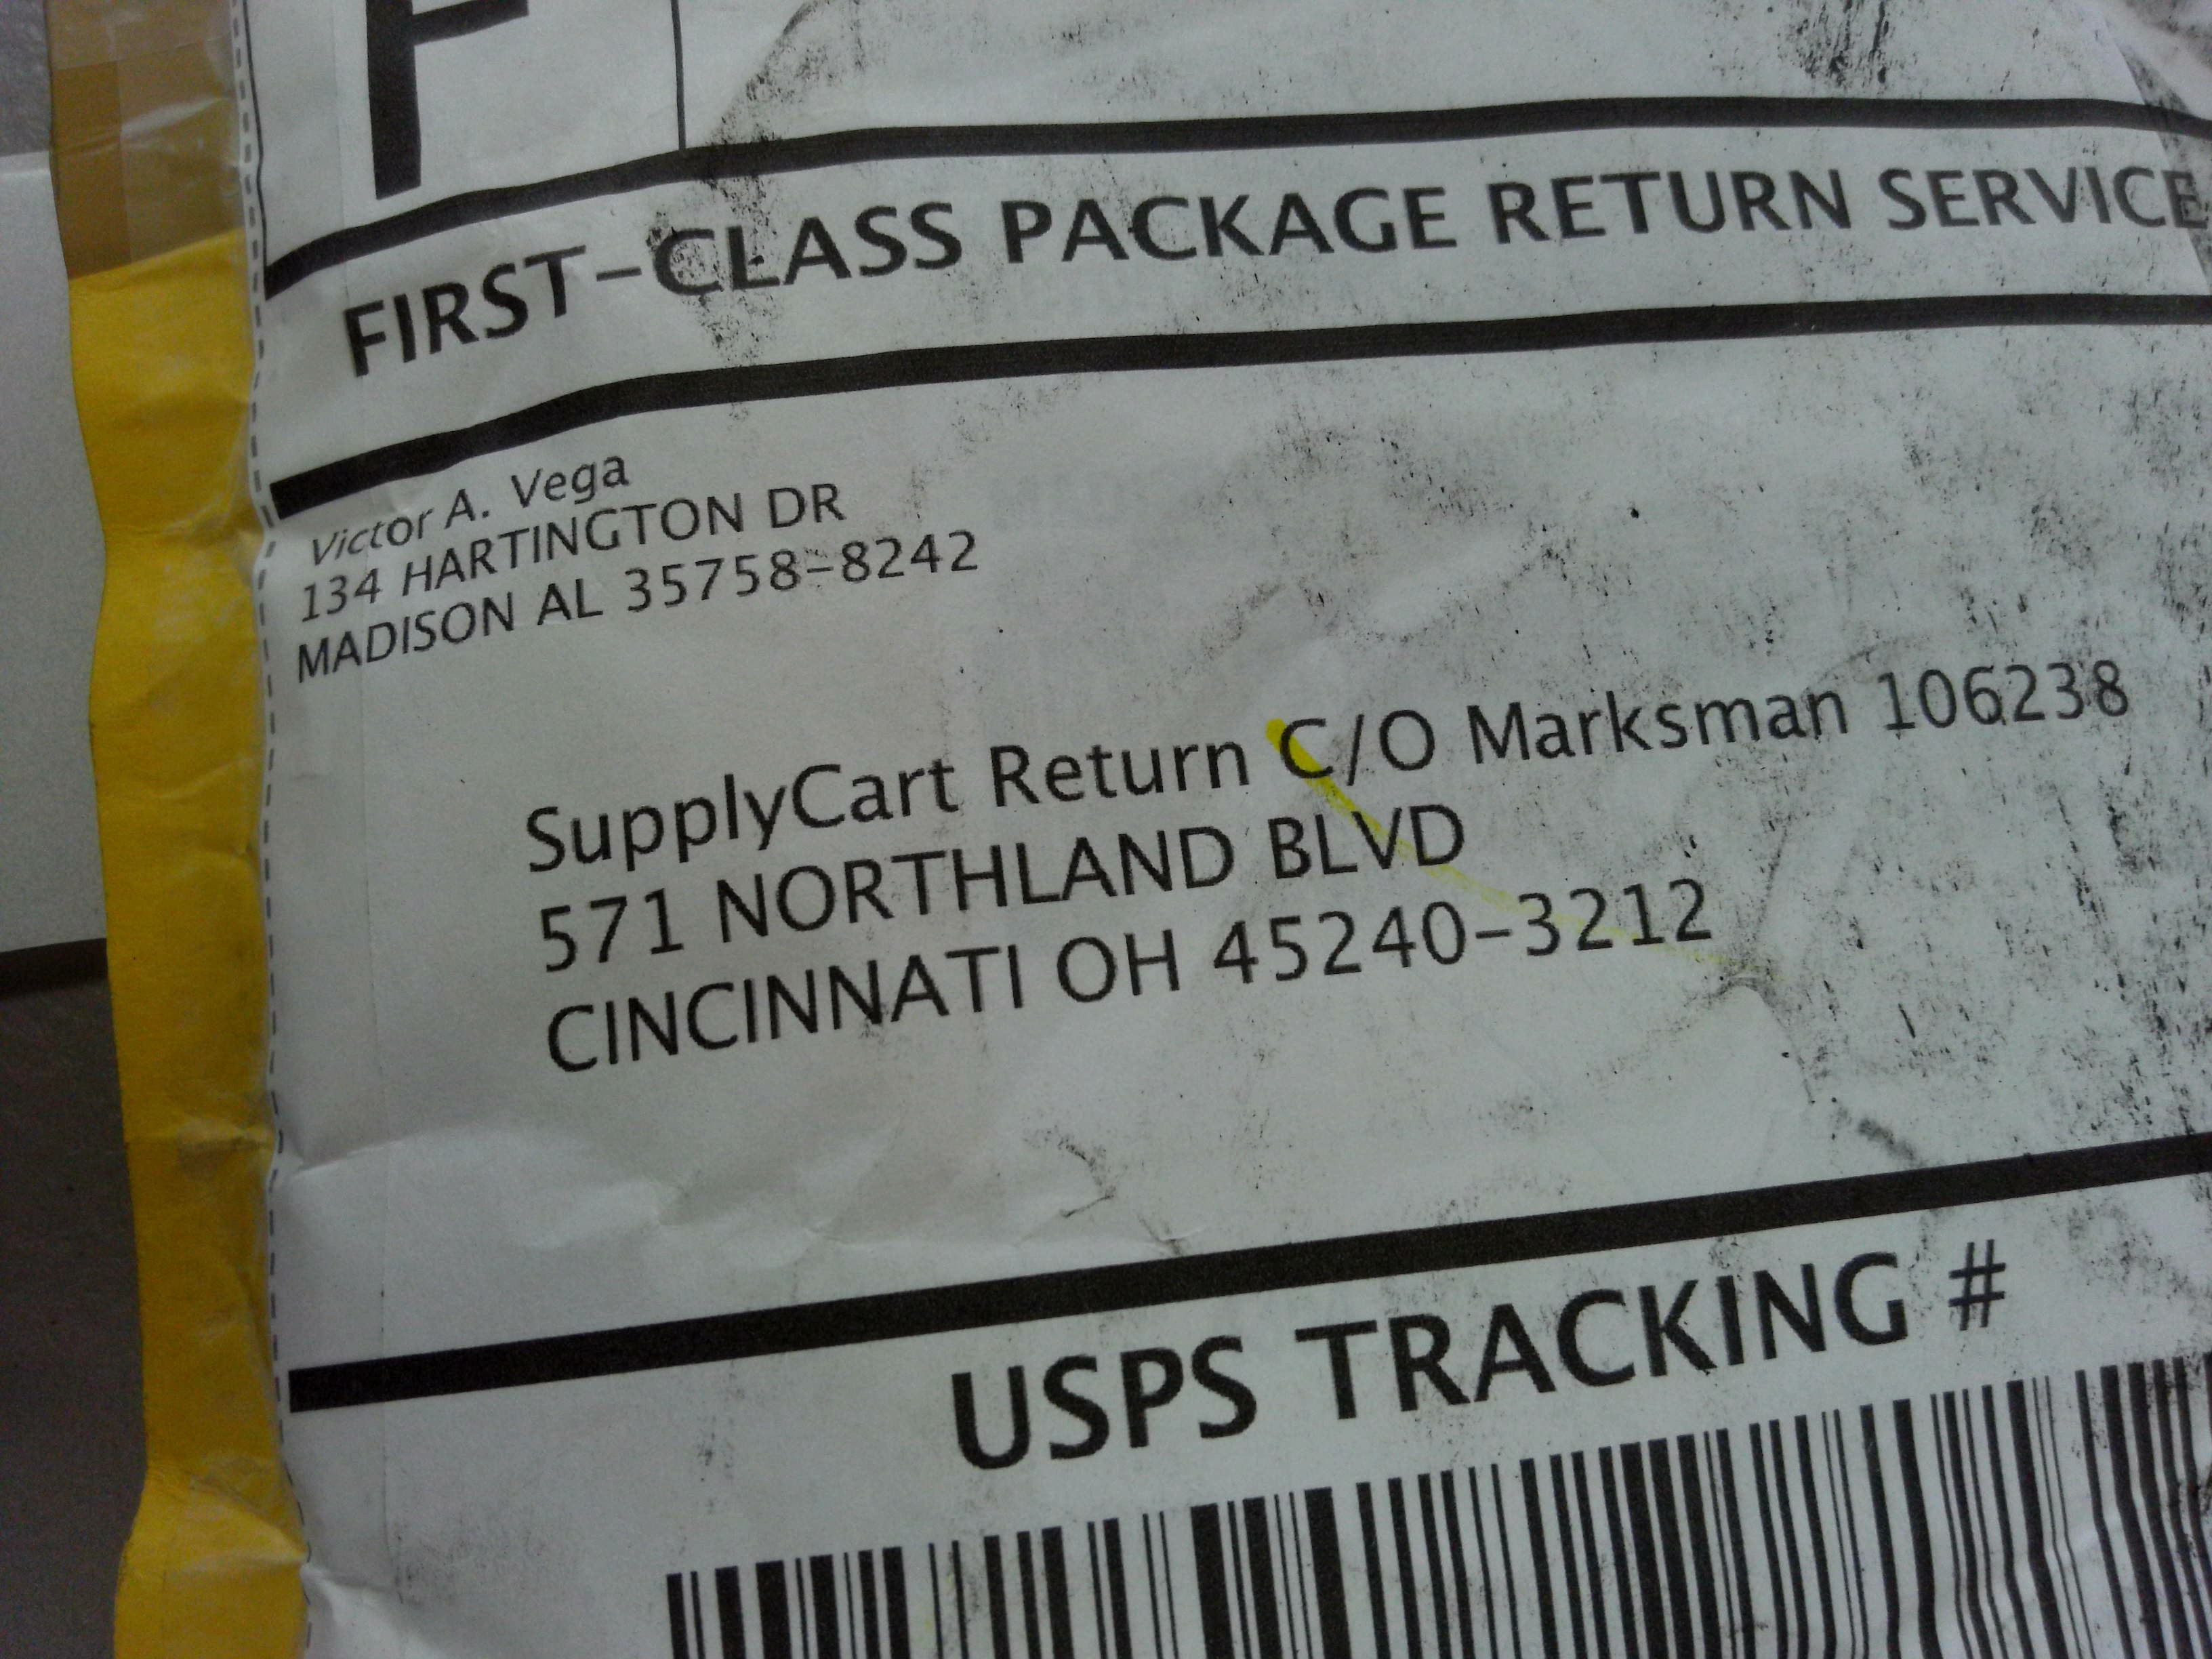 F
FIRST-CLASS PACKAGE RETURN SERVICE
Victor A. Vega
134 HARTINGTON DR
MADISON AL 35758-8242
SupplyCart Return C/O Marksman 106238
571 NORTHLAND BLVD
CINCINNATI OH 45240-3212
USPS TRACKING #